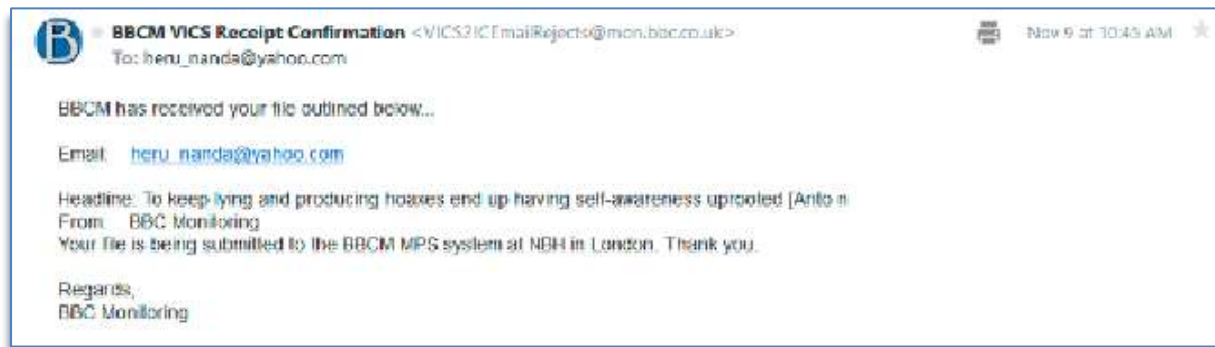 B
BBCM VICS Receipt Confirmation <VICS2ICEmailRejects@mon.bbc.co.uk>
Nov 9 at 10:45 AM
To: heru_nanda@yahoo.com
BBCM has received your file outlined below...
Email: heru_nanda@yahoo.com
Headline: To keep lying and producing hoaxes end up having self-awareness uprooted [Anto n
From: BBC Monitoring
Your file is being submitted to the BBCM MPS system at NBH in London. Thank you.
Regards,
BBC Monitoring